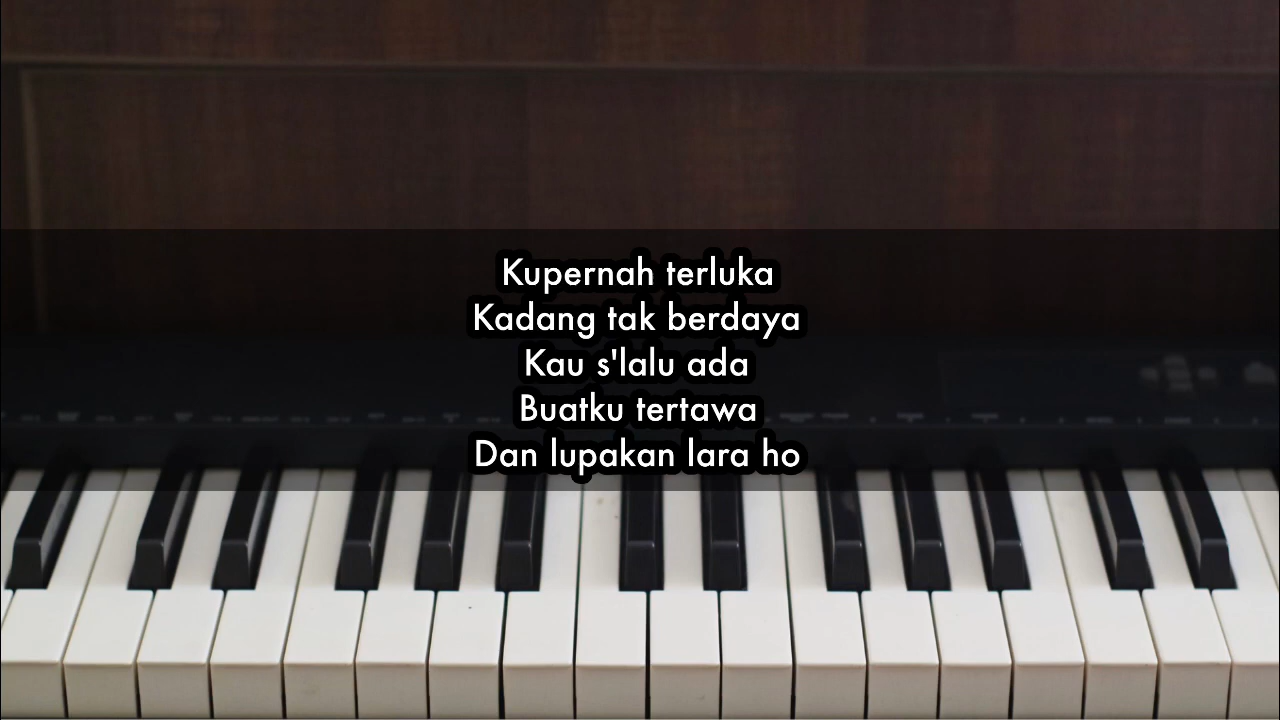 Kupernah terluka
Kadang tak berdaya
Kau s'lalu ada
Buatku tertawa
Dan lupakan lara ho